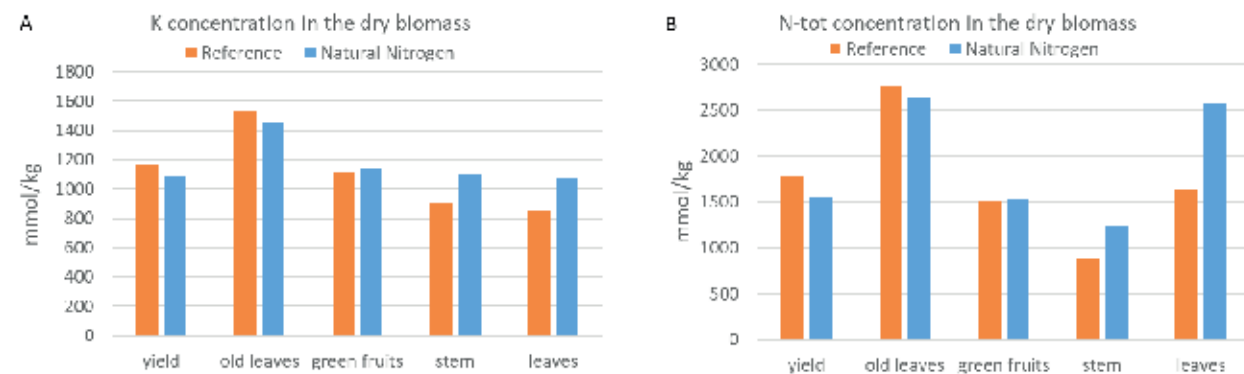 A
K concentration in the dry biomass
Reference Natural Nitrogen
1800
1600
1400
1200
1000
800
600
400
200
0
mmol/kg
yield old leaves green fruits stem leaves
B
N-tot concentration in the dry biomass
Reference Natural Nitrogen
3000
2500
2000
1500
1000
500
0
mmol/kg
yield old leaves green fruits stem leaves